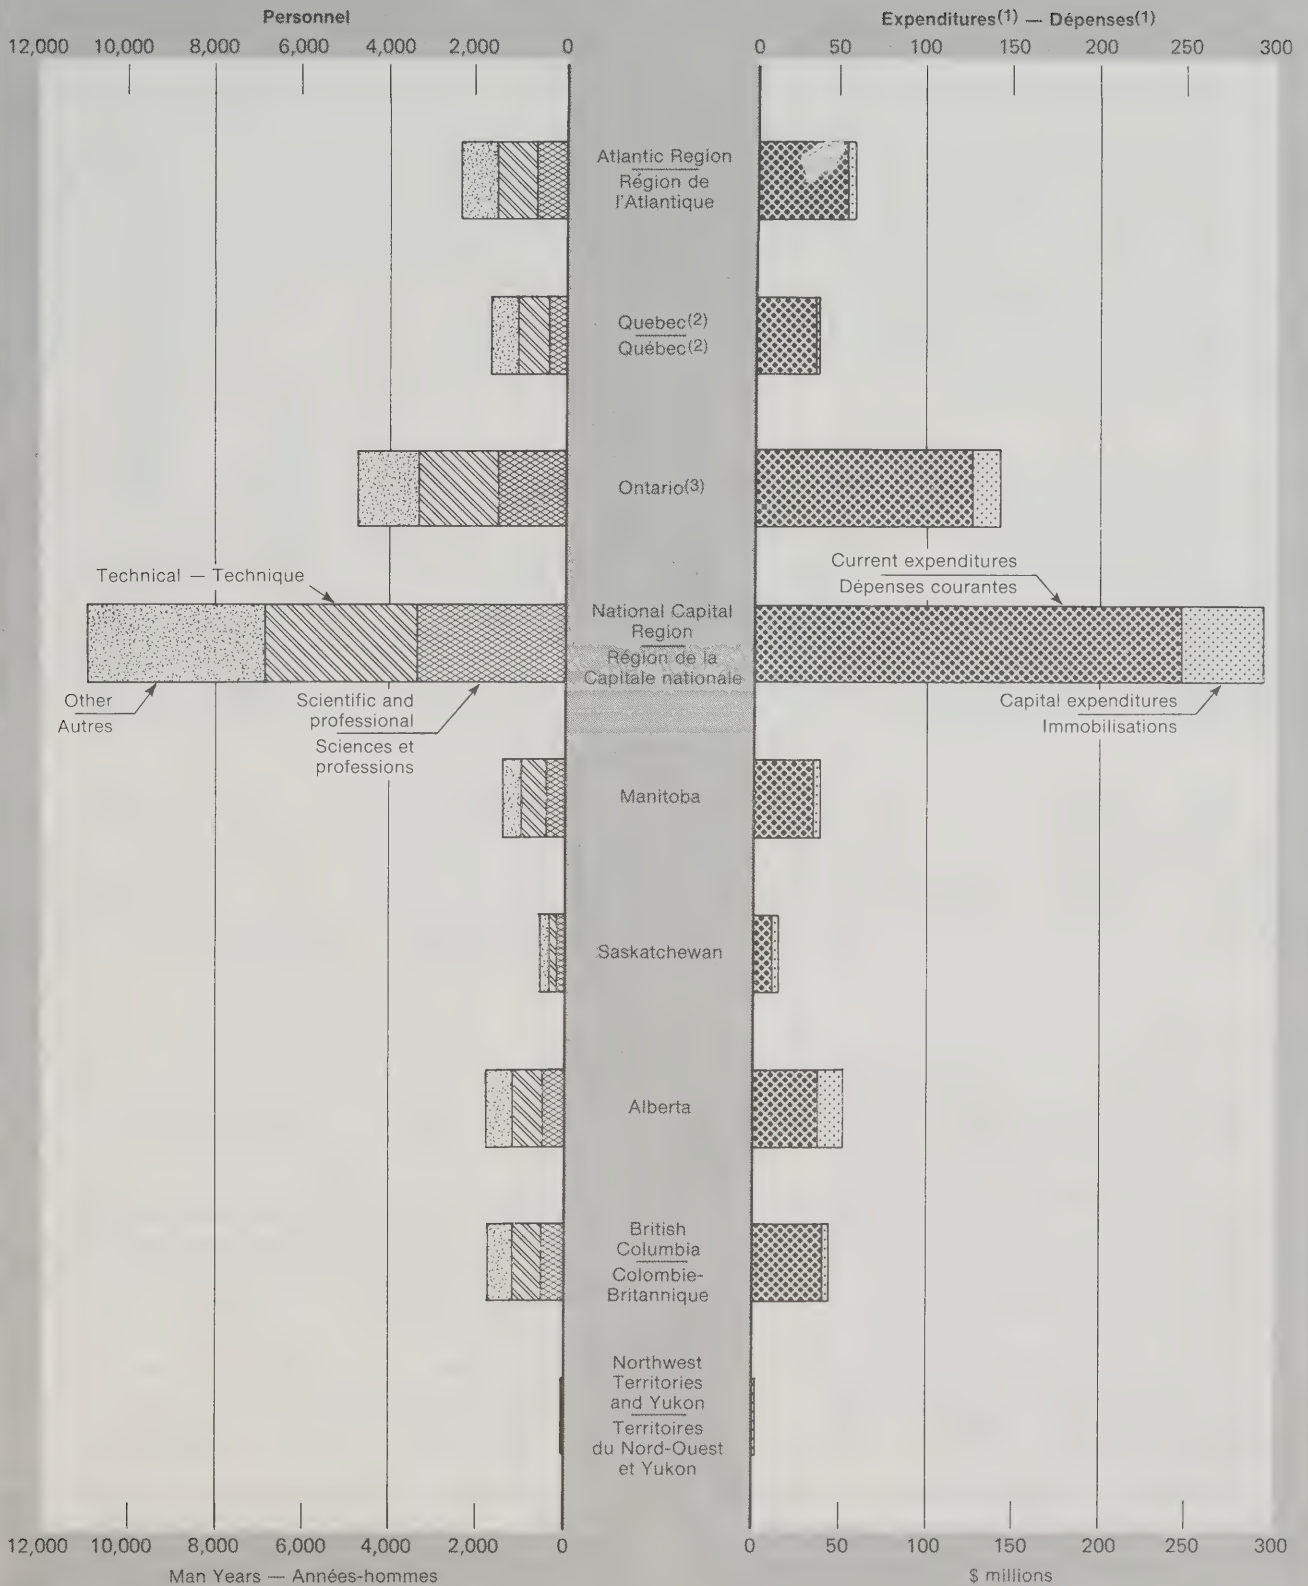 Personnel
Expenditures(1) — Dépenses(1)
12,000 10,000 8,000 6,000 4,000 2,000 0
0 50 100 150 200 250 300
Atlantic Region
Région de
l'Atlantique
Quebec(2)
Québec(2)
Ontario(3)
Technical — Technique
Current expenditures
Dépenses courantes
National Capital
Region
Région de la
Capitale nationale
Other
Autres
Scientific and
professional
Sciences et
professions
Capital expenditures
Immobilisations
Manitoba
Saskatchewan
Alberta
British
Columbia
Colombie-
Britannique
Northwest
Territories
and Yukon
Territoires
du Nord-Ouest
et Yukon
12,000 10,000 8,000 6,000 4,000 2,000 0
0 50 100 150 200 250 300
Man Years — Années-hommes
$ millions